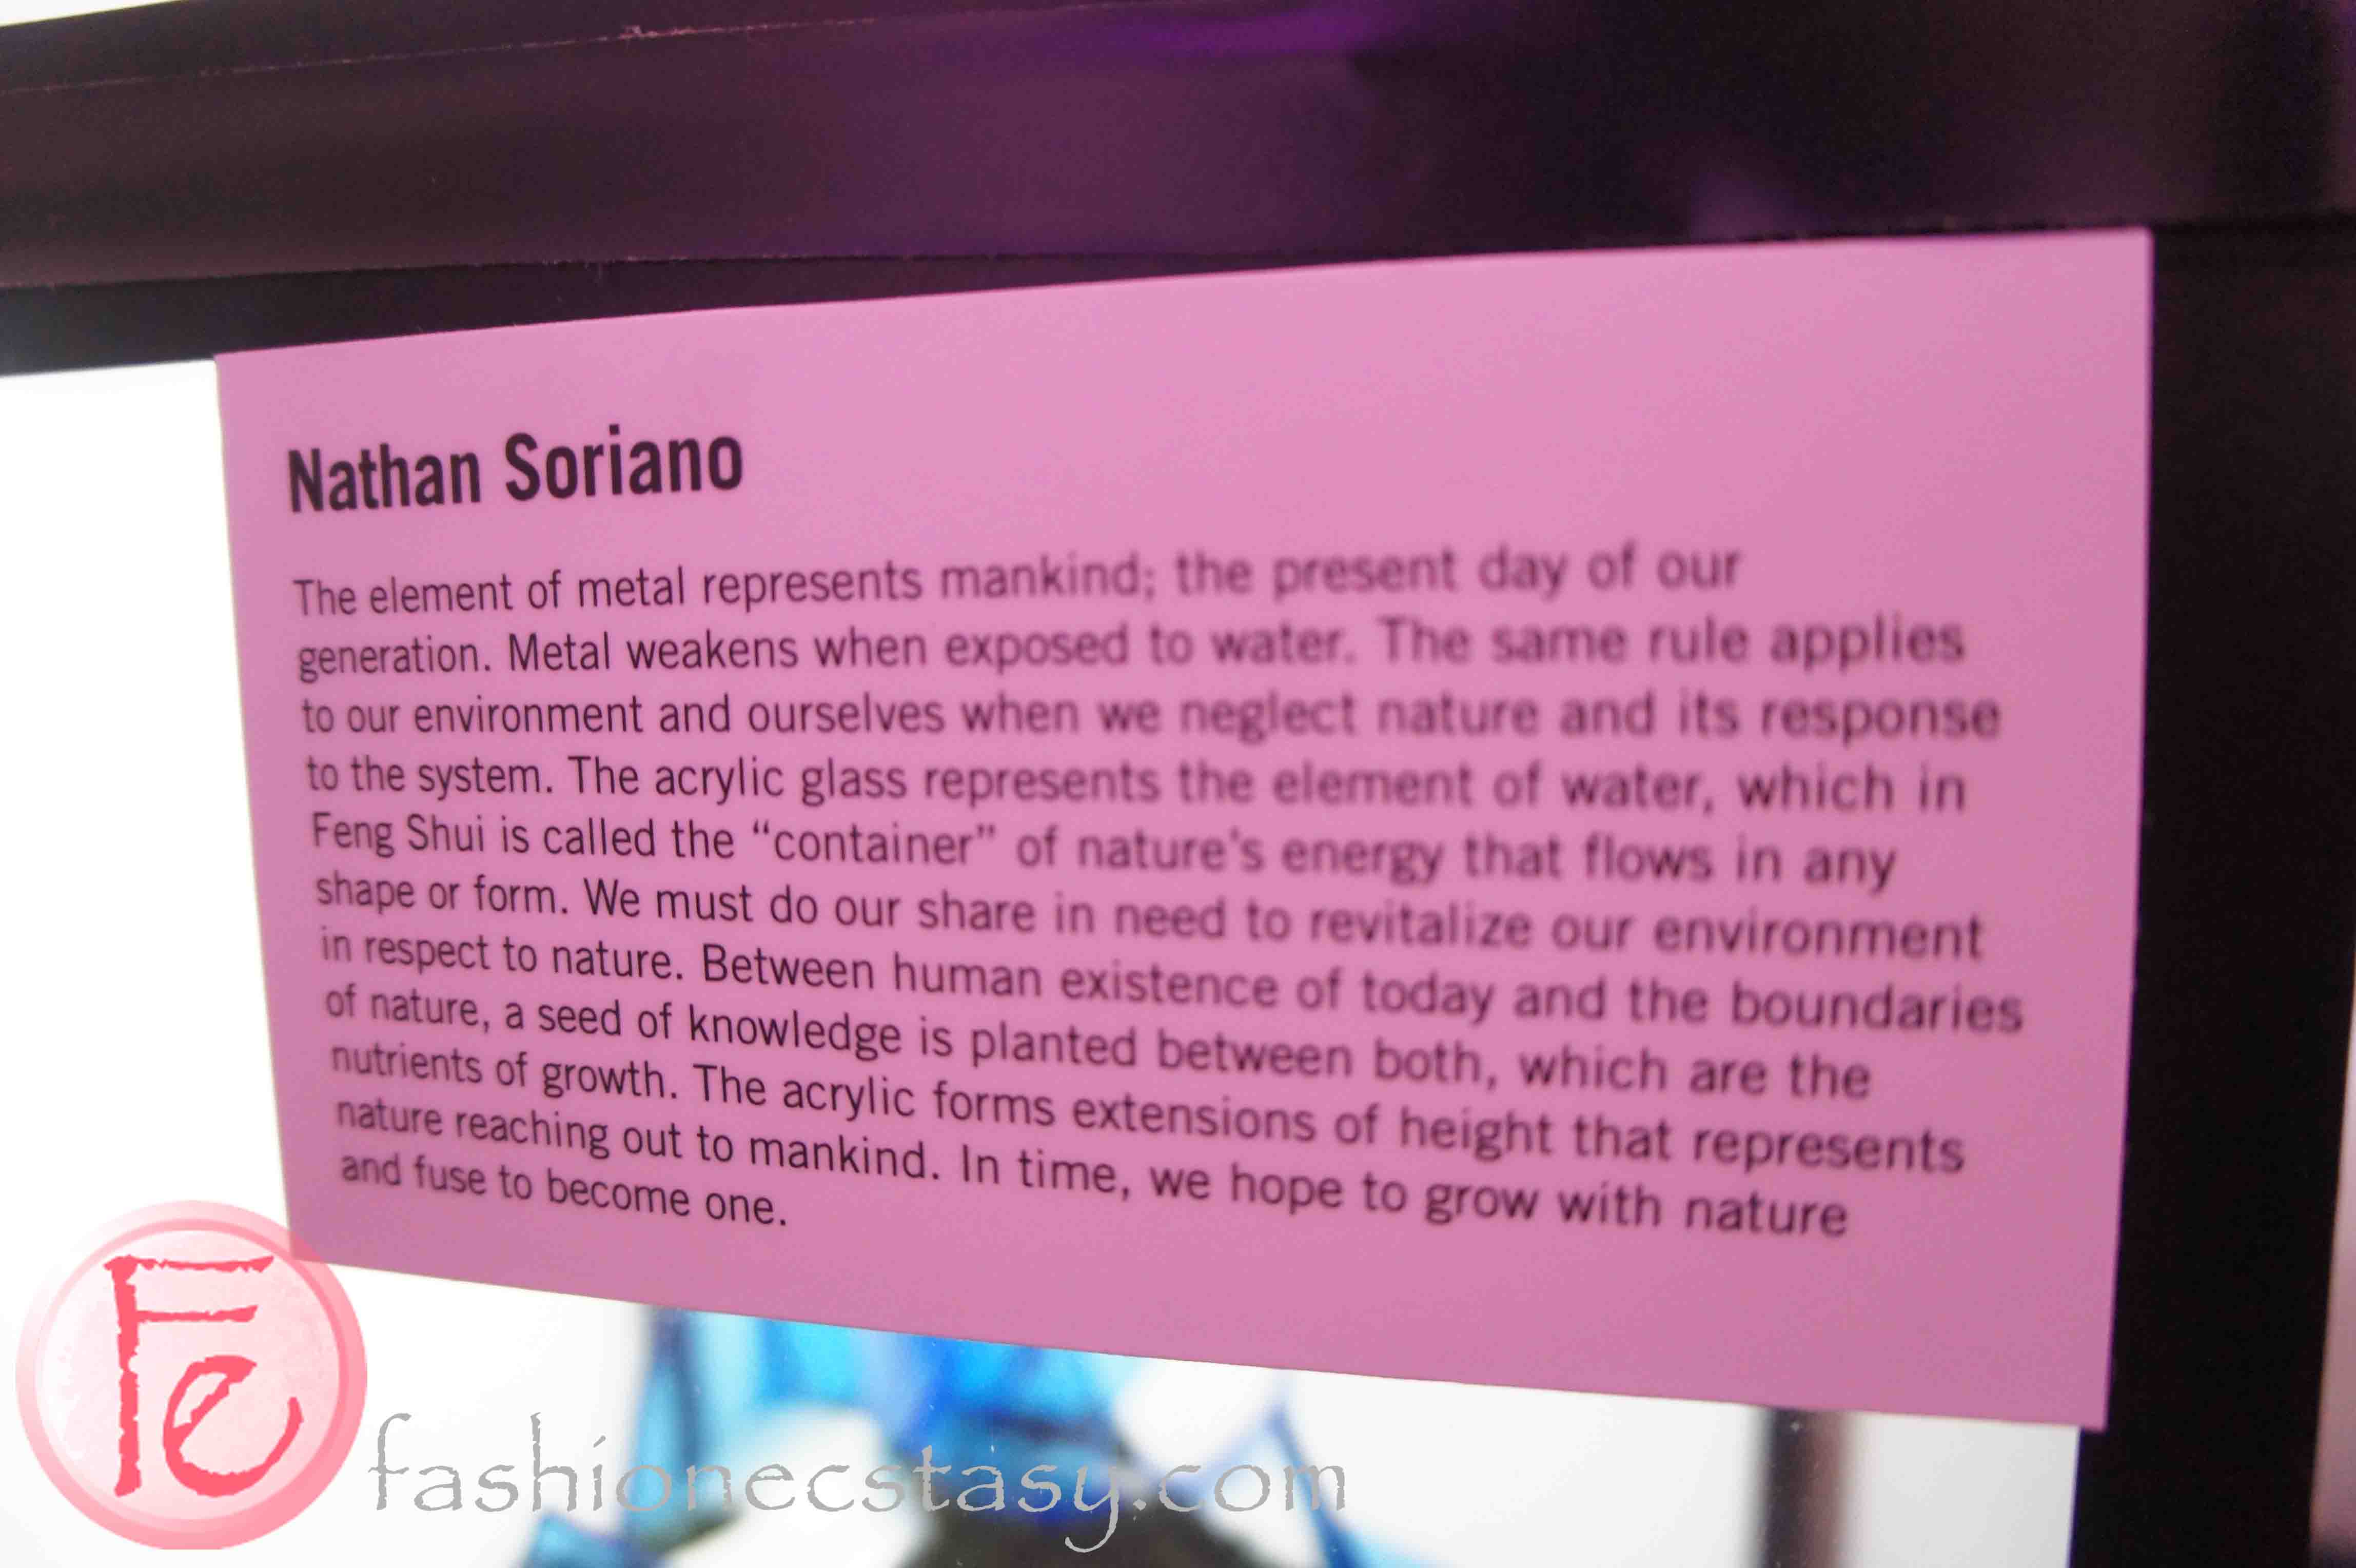 Nathan Soriano
The element of metal represents mankind; the present day of our
generation. Metal weakens when exposed to water. The same rule applies
to our environment and ourselves when we neglect nature and its response
to the system. The acrylic glass represents the element of water, which in
Feng Shui is called the “container” of nature's energy that flows in any
shape or form. We must do our share in need to revitalize our environment
in respect to nature. Between human existence of today and the boundaries
of nature, a seed of knowledge is planted between both, which are the
nutrients of growth. The acrylic forms extensions of height that represents
nature reaching out to mankind. In time, we hope to grow with nature
and fuse to become one.
Fe
fashionecstasy.com